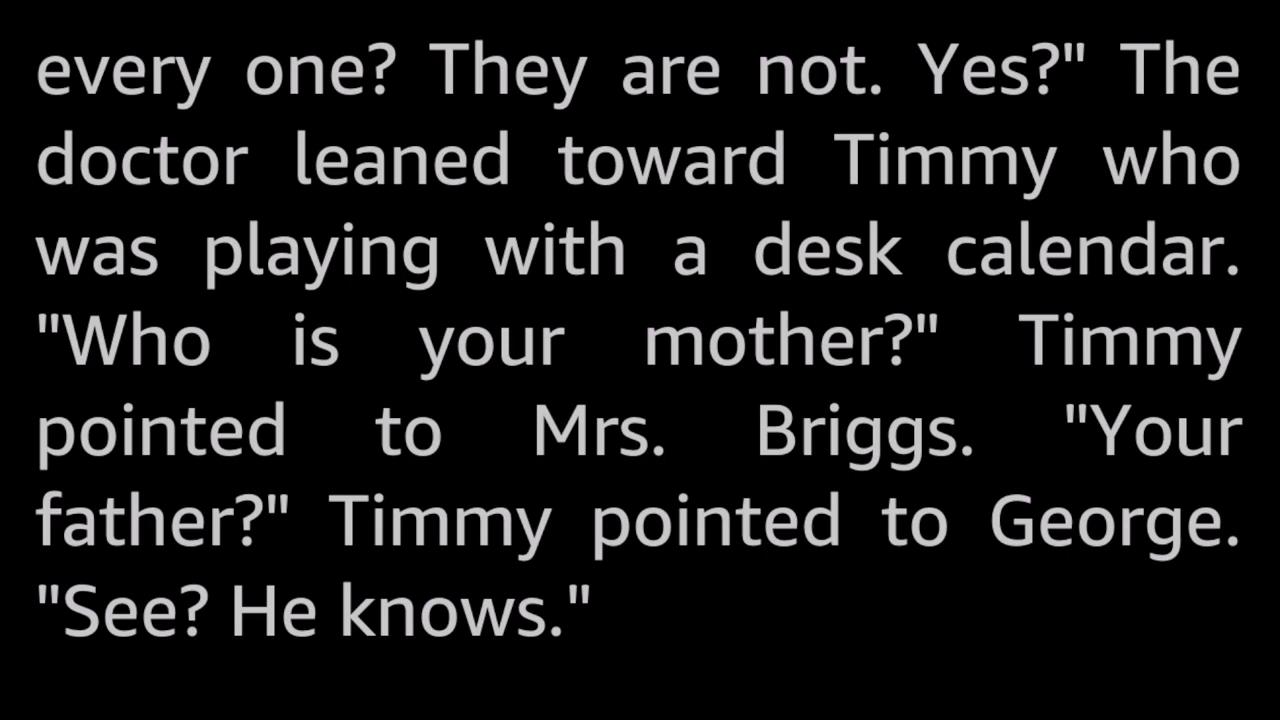 every one? They are not. Yes?" The
doctor leaned toward Timmy who
was playing with a desk calendar.
"Who is your mother?" Timmy
pointed to Mrs. Briggs. "Your
father?" Timmy pointed to George.
"See? He knows."